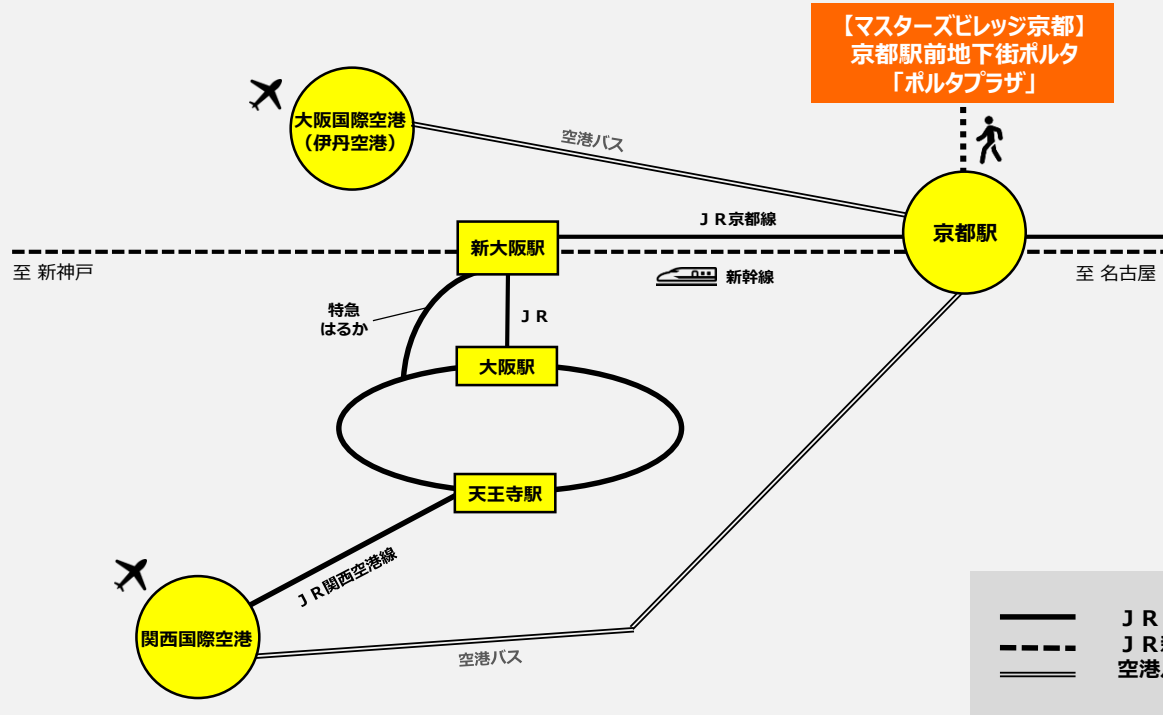 【マスターズビレッジ京都】
京都駅前地下街ポルタ
「ポルタプラザ」
大阪国際空港
（伊丹空港）
空港バス
ＪＲ京都線
京都駅
新大阪駅
至 新神戸
新幹線
至 名古屋
特急
はるか
ＪＲ
大阪駅
天王寺駅
ＪＲ関西空港線
関西国際空港
空港バス
ＪＲ
ＪＲ
空港